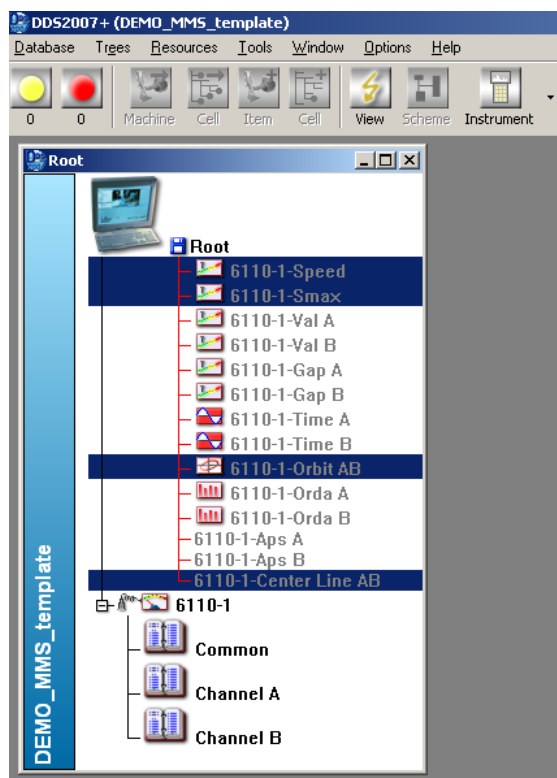 DDS2007+ (DEMO_MMS_template)
Database Trees Resources Tools Window Options Help
0 0 Machine Cell Item Cell View Scheme Instrument
Root
Root
6110-1-Speed
6110-1-Smax
6110-1-Val A
6110-1-Val B
6110-1-Gap A
6110-1-Gap B
6110-1-Time A
6110-1-Time B
6110-1-Orbit AB
6110-1-Orda A
6110-1-Orda B
6110-1-Aps A
6110-1-Aps B
6110-1-Center Line AB
6110-1
Common
Channel A
Channel B
DEMO_MMS_template